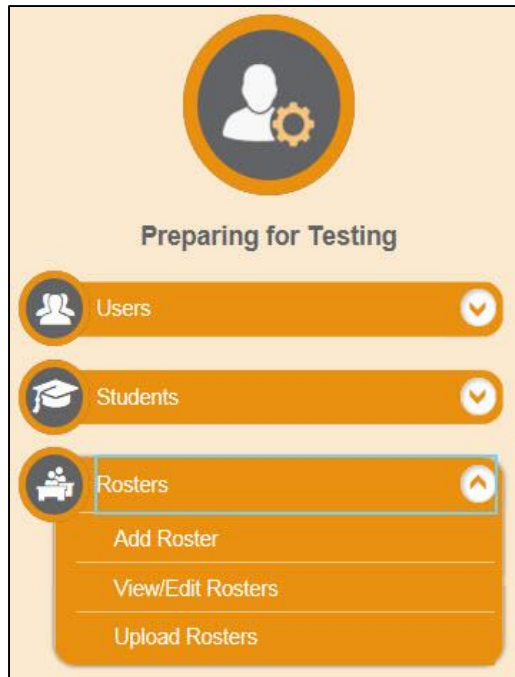 Preparing for Testing
Users
Students
Rosters
Add Roster
View/Edit Rosters
Upload Rosters